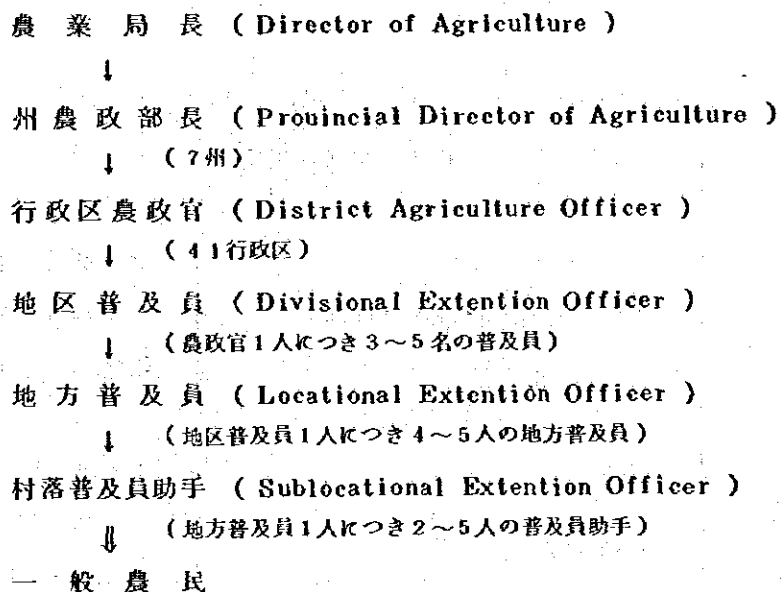 農業局長 ( Director of Agriculture )
↓
州農政部長 ( Prouincial Director of Agriculture )
↓ ( 7州 )
行政区農政官 ( District Agriculture Officer )
↓ ( 41行政区 )
地区普及員 ( Divisional Extention Officer )
↓ ( 農政官1人につき3～5名の普及員 )
地方普及員 ( Locational Extention Officer )
↓ ( 地区普及員1人につき4～5人の地方普及員 )
村落普及員助手 ( Sublocational Extention Officer )
⇓ ( 地方普及員1人につき2～5人の普及員助手 )
一般農民